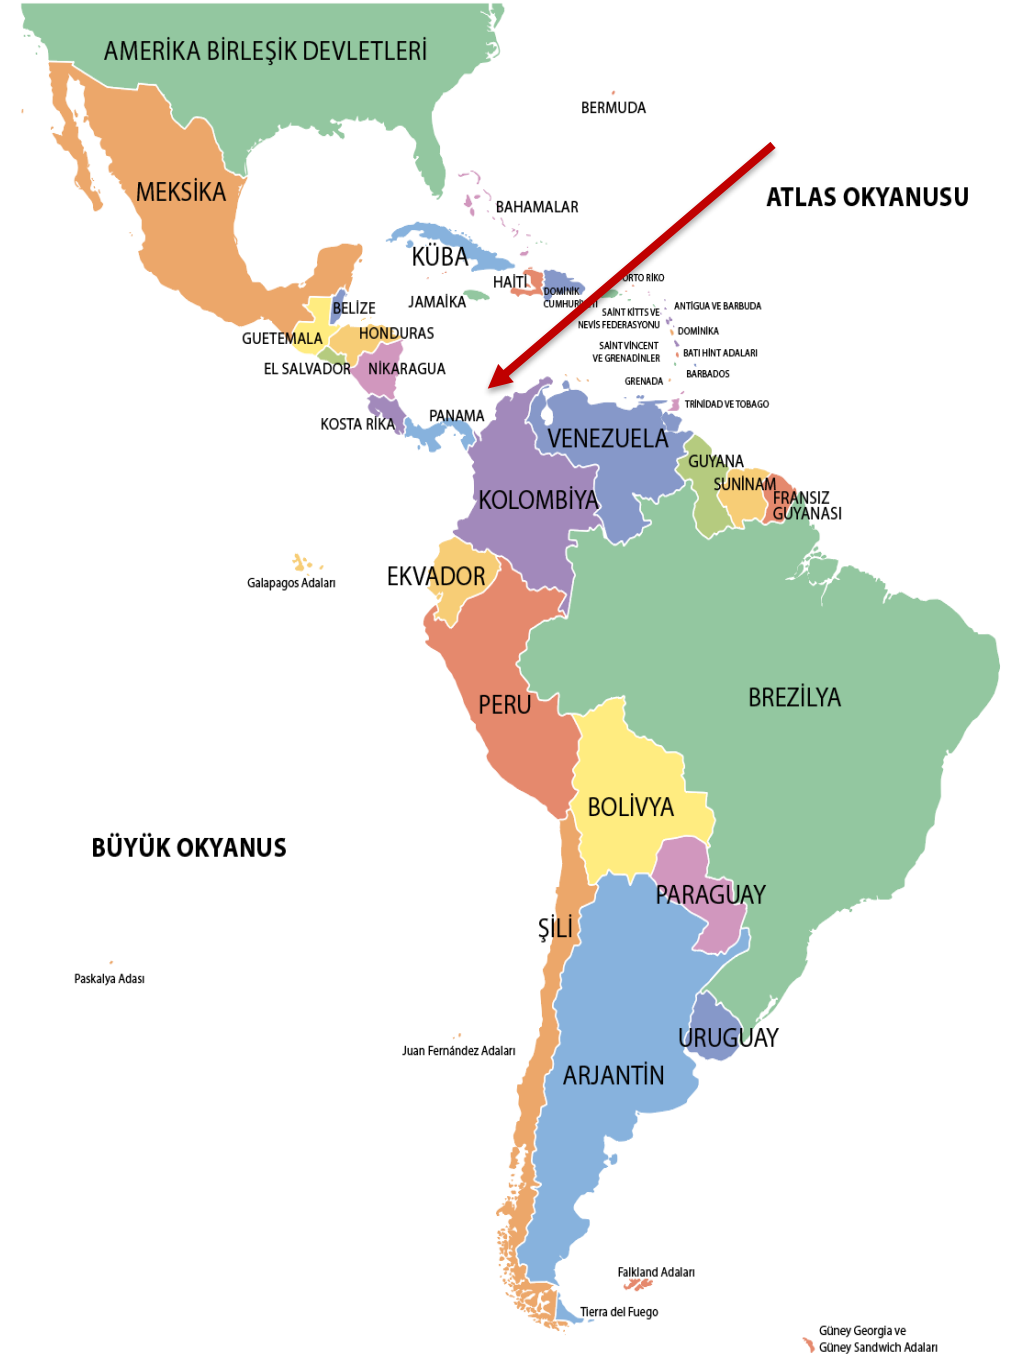 AMERİKA BİRLEŞİK DEVLETLERİ
BERMUDA
MEKSİKA
ATLAS OKYANUSU
BAHAMALAR
KÜBA
HAİTİ
DOMİNİK
CUMHURİYETİ
ORTO RİKO
JAMAİKA
BELİZE
ANTİGUA VE BARBUDA
SAİNT KİTTS VE
NEVİS FEDERASYONU
DOMİNİKA
GUETEMALA
HONDURAS
SAİNT VİNCENT
VE GRENADİNLER
BATI HİNT ADALARI
EL SALVADOR
NİKARAGUA
BARBADOS
GRENADA
TRİNİDAD VE TOBAGO
KOSTA RİKA
PANAMA
VENEZUELA
GUYANA
SUNİNAM
KOLOMBİYA
FRANSIZ
GUYANASI
Galapagos Adaları
EKVADOR
PERU
BREZİLYA
BOLİVYA
BÜYÜK OKYANUS
PARAGUAY
ŞİLİ
Paskalya Adası
URUGUAY
Juan Fernández Adaları
ARJANTİN
Falkland Adaları
Tierra del Fuego
Güney Georgia ve
Güney Sandwich Adaları